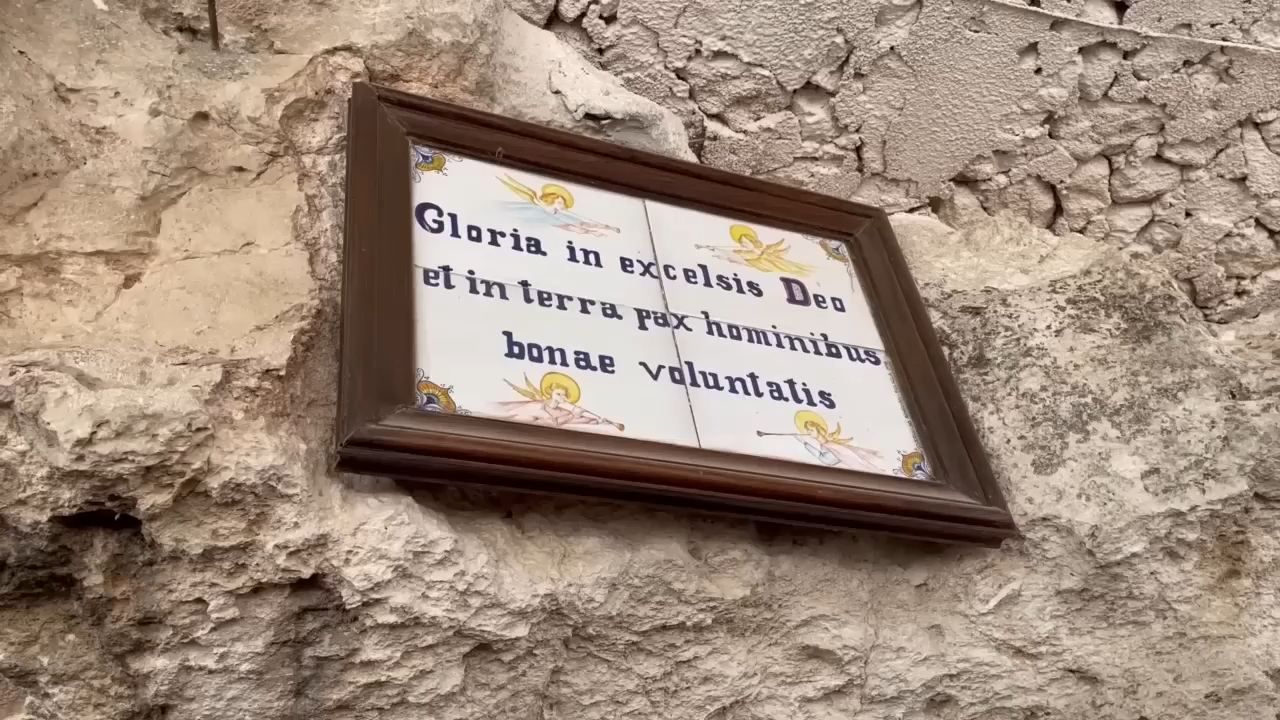 Gloria in excelsis Deo
et in terra pax hominibus
bonae voluntatis